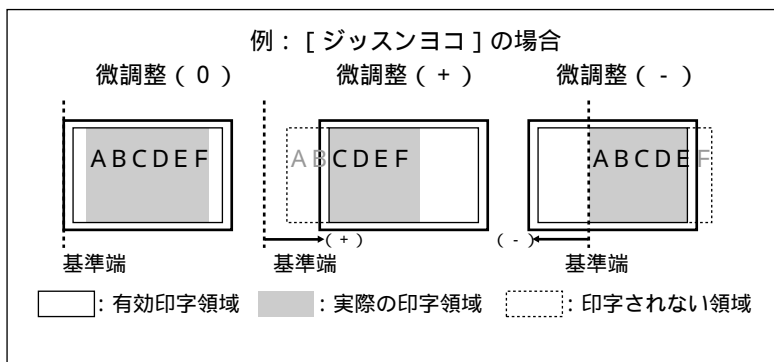 例：［ジッスンヨコ］の場合
微調整（0） 微調整（+） 微調整（-）
ABCDEF ABCDEF ABCDEF
（+） （-）
基準端 基準端 基準端
：有効印字領域 ：実際の印字領域 ：印字されない領域